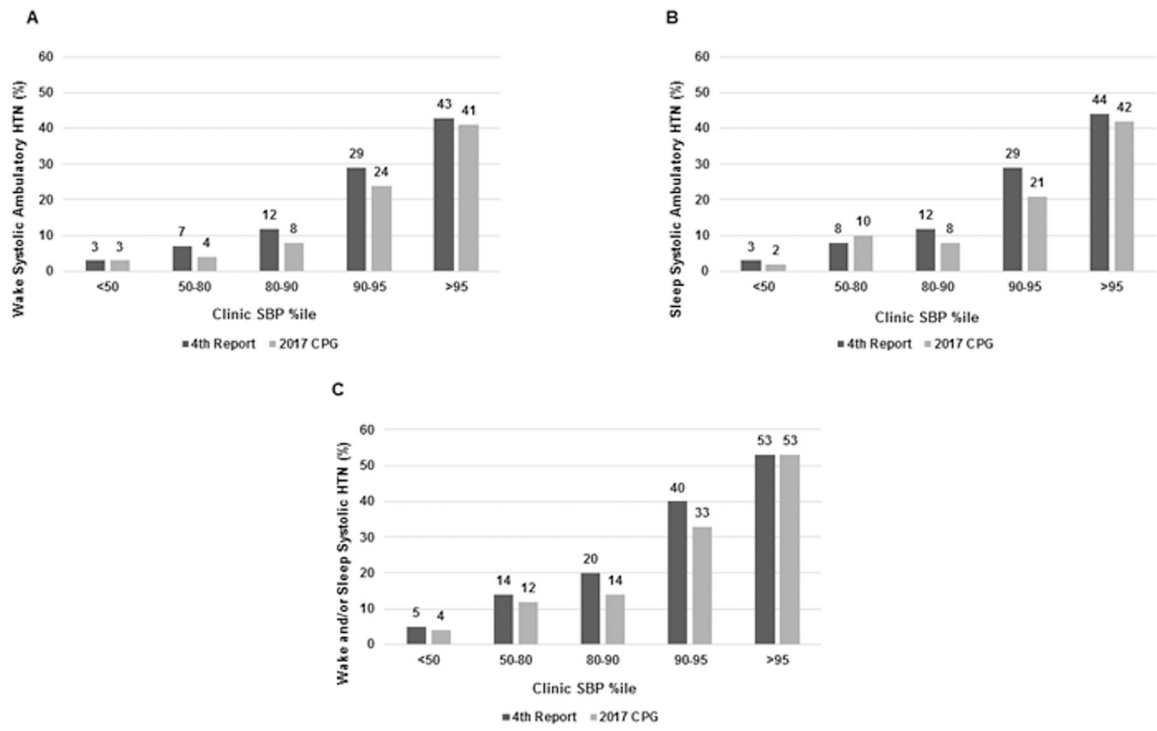 A
Wake Systolic Ambulatory HTN (%)
60
50
40
30
20
10
0
3 3
7 4
12 8
29 24
43 41
<50 50-80 80-90 90-95 >95
Clinic SBP %ile
4th Report 2017 CPG
B
Sleep Systolic Ambulatory HTN (%)
60
50
40
30
20
10
0
3 2
8 10
12 8
29 21
44 42
<50 50-80 80-90 90-95 >95
Clinic SBP %ile
4th Report 2017 CPG
C
Wake and/or Sleep Systolic HTN (%)
60
50
40
30
20
10
0
5 4
14 12
20 14
40 33
53 53
<50 50-80 80-90 90-95 >95
Clinic SBP %ile
4th Report 2017 CPG